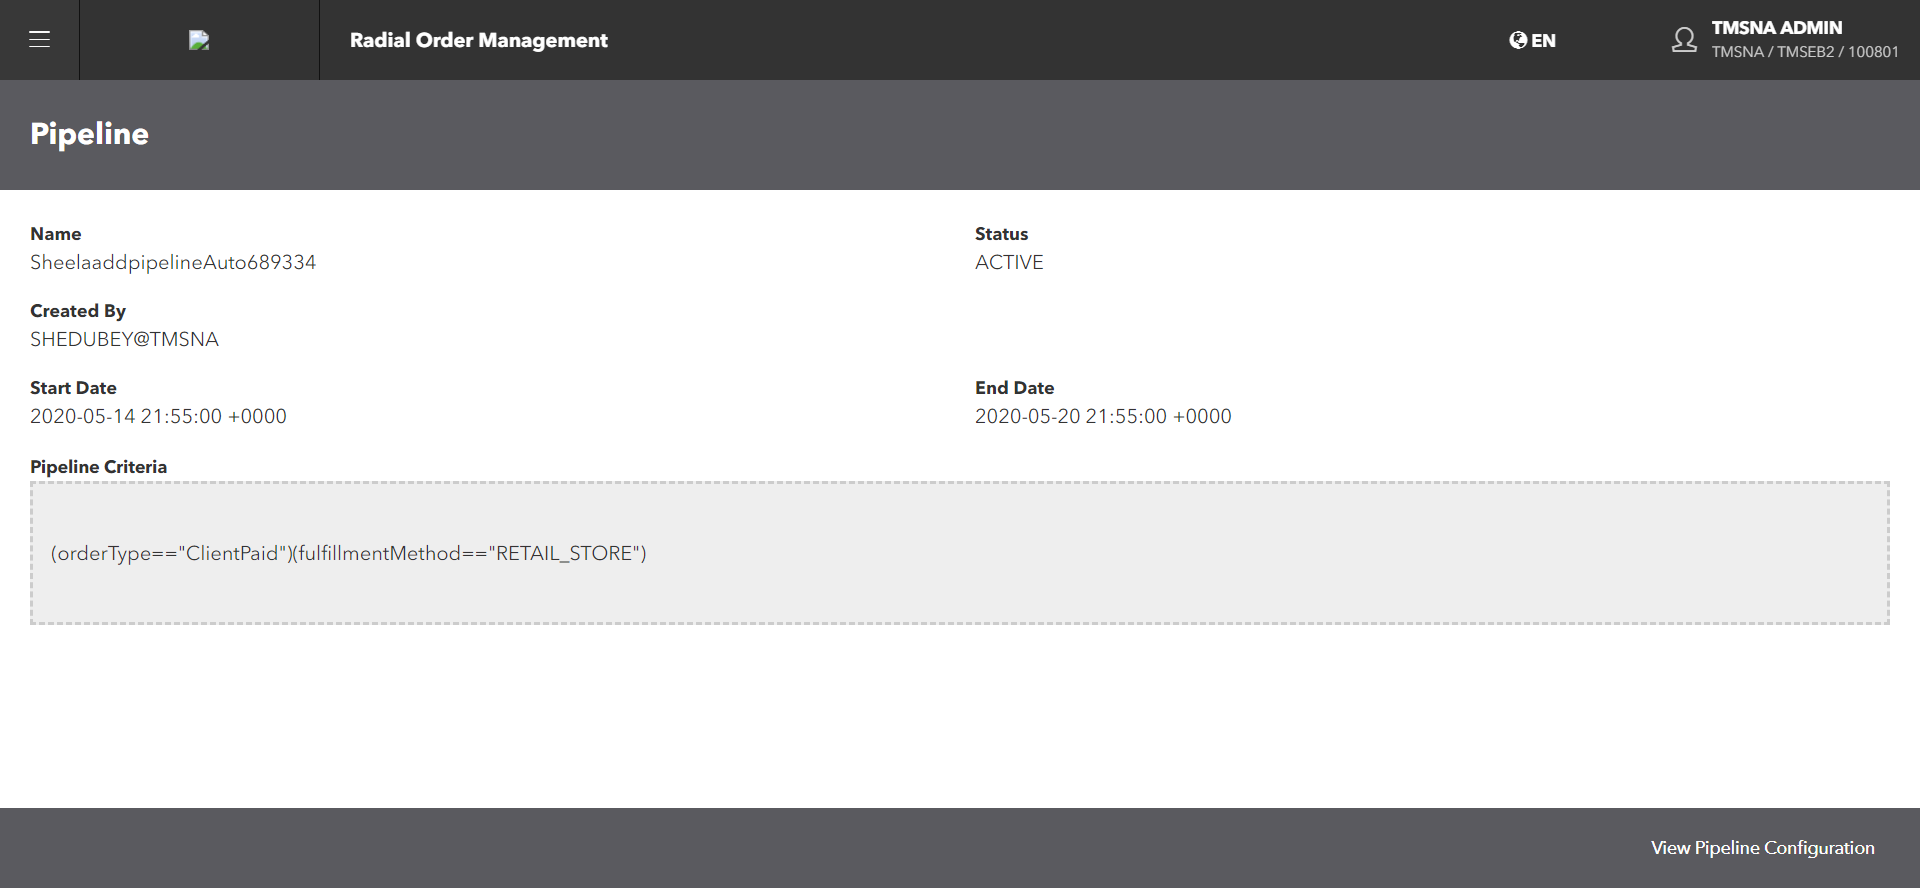 Radial Order Management
EN
TMSNA ADMIN
TMSNA / TMSEB2 / 100801
Pipeline
Name
SheelaaddpipelineAuto689334
Status
ACTIVE
Created By
SHEDUBEY@TMSNA
Start Date
2020-05-14 21:55:00 +0000
End Date
2020-05-20 21:55:00 +0000
Pipeline Criteria
(orderType=="ClientPaid")(fulfillmentMethod=="RETAIL_STORE")
View Pipeline Configuration